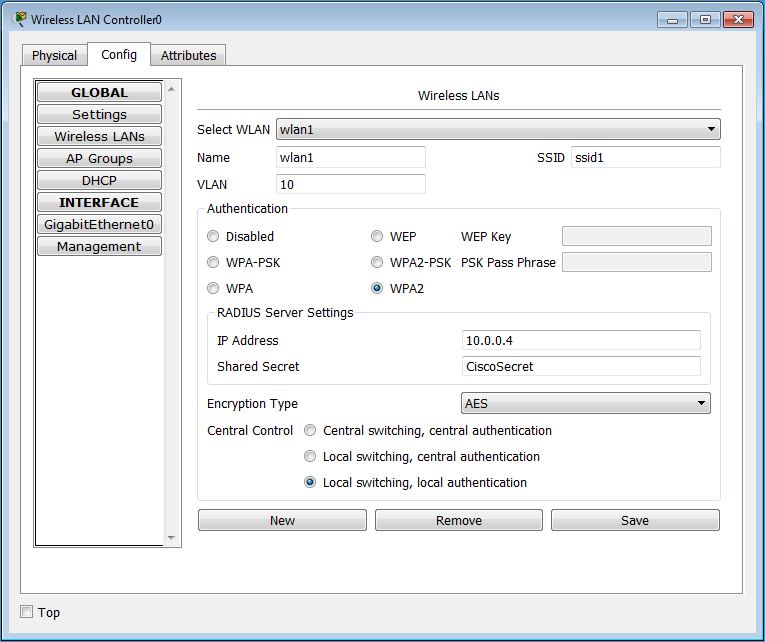 Wireless LAN Controller0
Physical Config Attributes
GLOBAL
Settings
Wireless LANs
AP Groups
DHCP
INTERFACE
GigabitEthernet0
Management
Wireless LANs
Select WLAN wlan1
Name wlan1 SSID ssid1
VLAN 10
Authentication
Disabled WEP WEP Key
WPA-PSK WPA2-PSK PSK Pass Phrase
WPA WPA2
RADIUS Server Settings
IP Address 10.0.0.4
Shared Secret CiscoSecret
Encryption Type AES
Central Control Central switching, central authentication
Local switching, central authentication
Local switching, local authentication
New Remove Save
Top